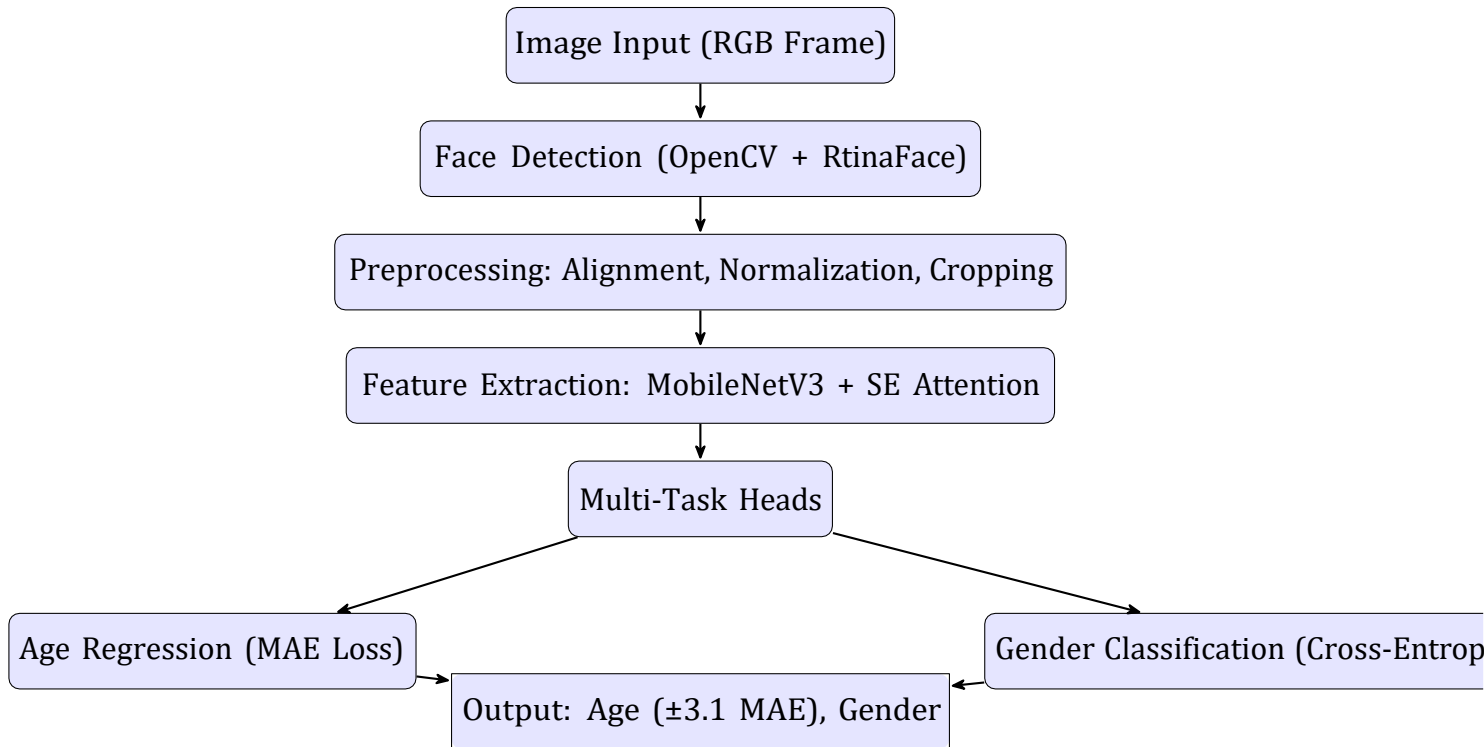 Image Input (RGB Frame)
Face Detection (OpenCV + RtinaFace)
Preprocessing: Alignment, Normalization, Cropping
Feature Extraction: MobileNetV3 + SE Attention
Multi-Task Heads
Age Regression (MAE Loss)
Gender Classification (Cross-Entrop
Output: Age (±3.1 MAE), Gender